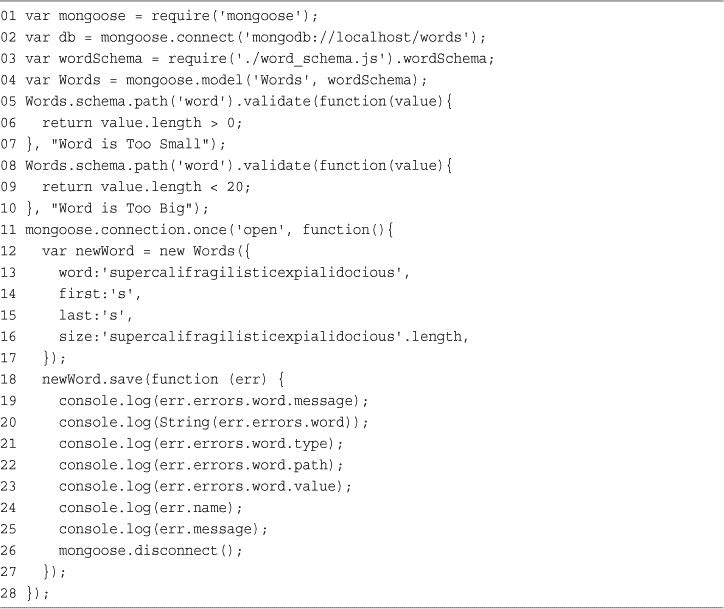 01 var mongoose = require('mongoose');
02 var db = mongoose.connect('mongodb://localhost/words');
03 var wordSchema = require('./word_schema.js').wordSchema;
04 var Words = mongoose.model('Words', wordSchema);
05 Words.schema.path('word').validate(function(value){
06   return value.length > 0;
07 }, "Word is Too Small");
08 Words.schema.path('word').validate(function(value){
09   return value.length < 20;
10 }, "Word is Too Big");
11 mongoose.connection.once('open', function(){
12   var newWord = new Words({
13     word:'supercalifragilisticexpialidocious',
14     first:'s',
15     last:'s',
16     size:'supercalifragilisticexpialidocious'.length,
17   });
18   newWord.save(function (err) {
19     console.log(err.errors.word.message);
20     console.log(String(err.errors.word));
21     console.log(err.errors.word.type);
22     console.log(err.errors.word.path);
23     console.log(err.errors.word.value);
24     console.log(err.name);
25     console.log(err.message);
26     mongoose.disconnect();
27   });
28 });